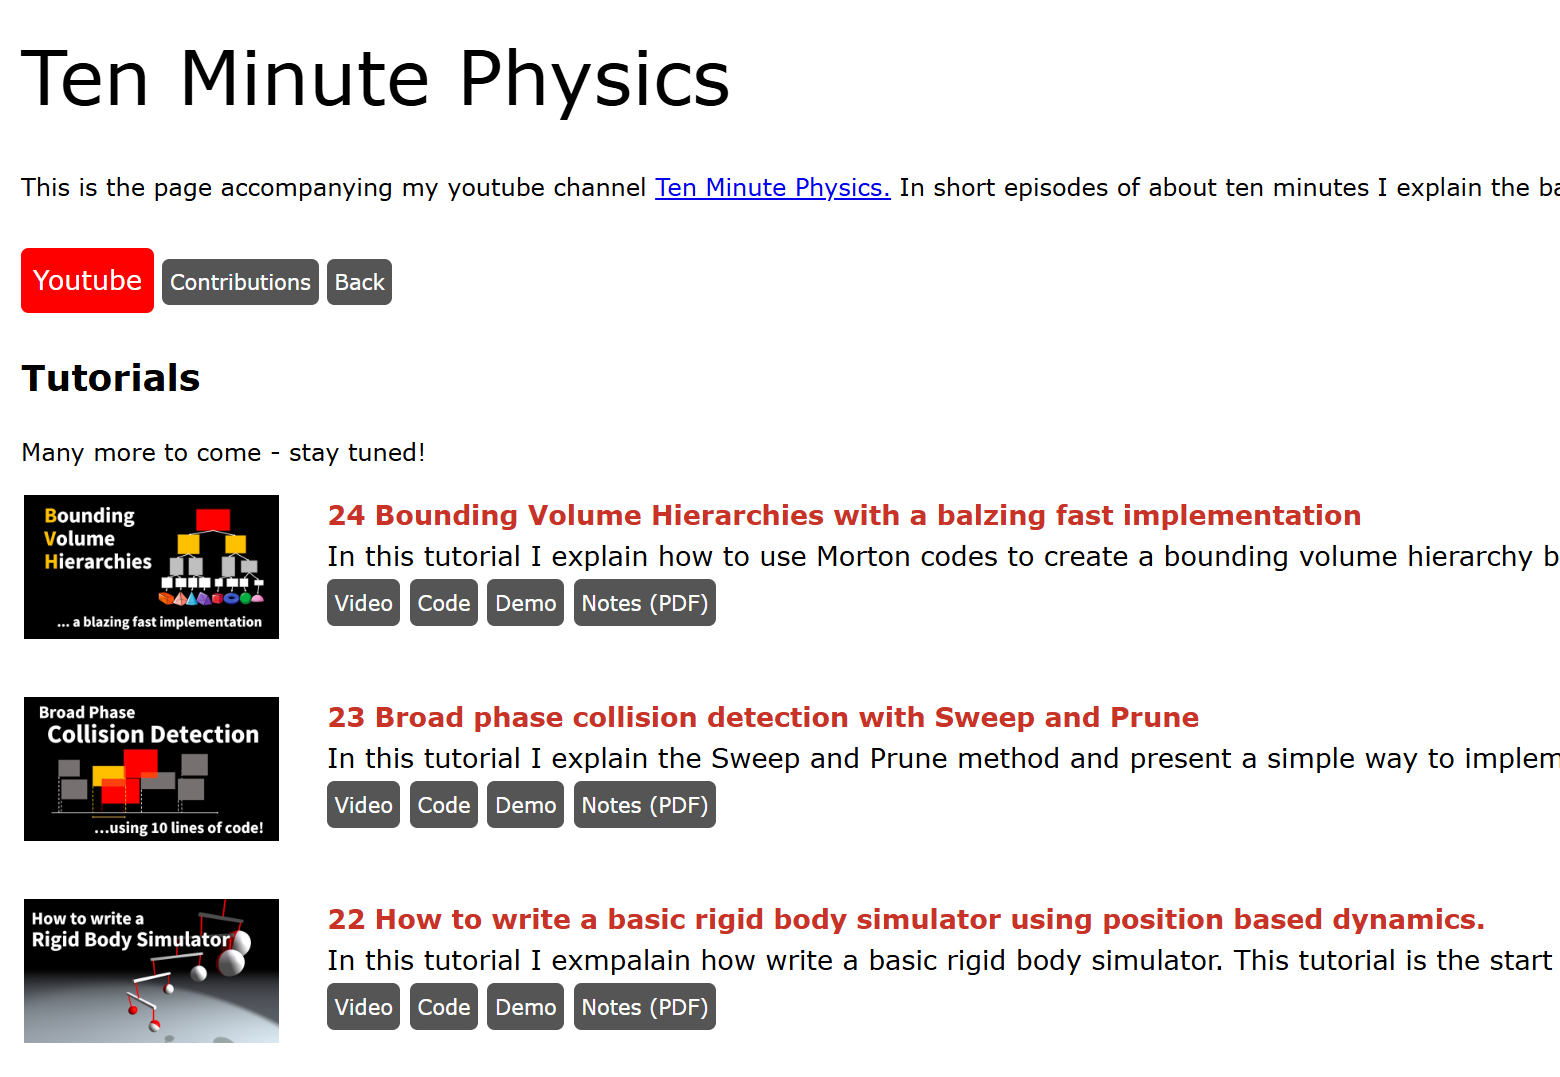 Ten Minute Physics
This is the page accompanying my youtube channel Ten Minute Physics. In short episodes of about ten minutes I explain the ba
Youtube Contributions Back
Tutorials
Many more to come - stay tuned!
Bounding
Volume
Hierarchies
... a blazing fast implementation
24 Bounding Volume Hierarchies with a balzing fast implementation
In this tutorial I explain how to use Morton codes to create a bounding volume hierarchy b
Video Code Demo Notes (PDF)
Broad Phase
Collision Detection
...using 10 lines of code!
23 Broad phase collision detection with Sweep and Prune
In this tutorial I explain the Sweep and Prune method and present a simple way to implem
Video Code Demo Notes (PDF)
How to write a
Rigid Body Simulator
22 How to write a basic rigid body simulator using position based dynamics.
In this tutorial I exmpalain how write a basic rigid body simulator. This tutorial is the start
Video Code Demo Notes (PDF)